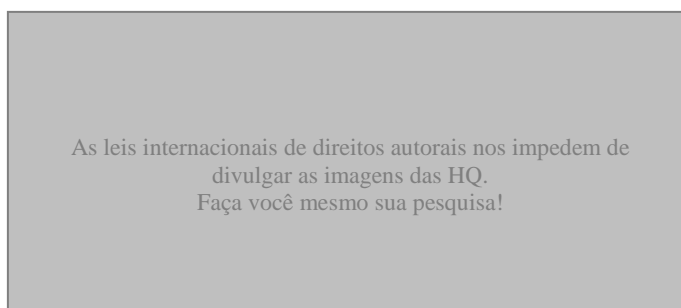 As leis internacionais de direitos autorais nos impedem de
divulgar as imagens das HQ.
Faça você mesmo sua pesquisa!